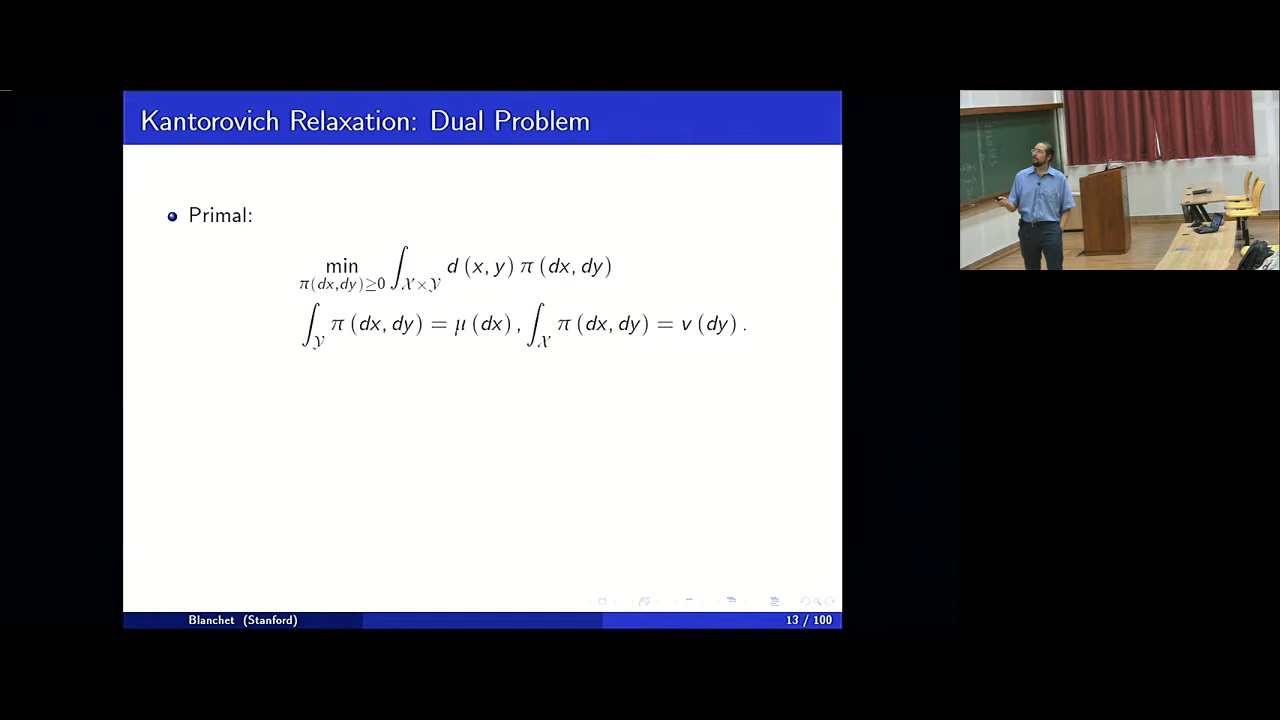 Kantorovich Relaxation: Dual Problem
Primal:
min ∫ d (x, y) π (dx, dy)
π(dx,dy)≥0 𝒳×𝒴
∫_𝒴 π (dx, dy) = μ (dx) , ∫_𝒳 π (dx, dy) = v (dy) .
Blanchet (Stanford)
13 / 100